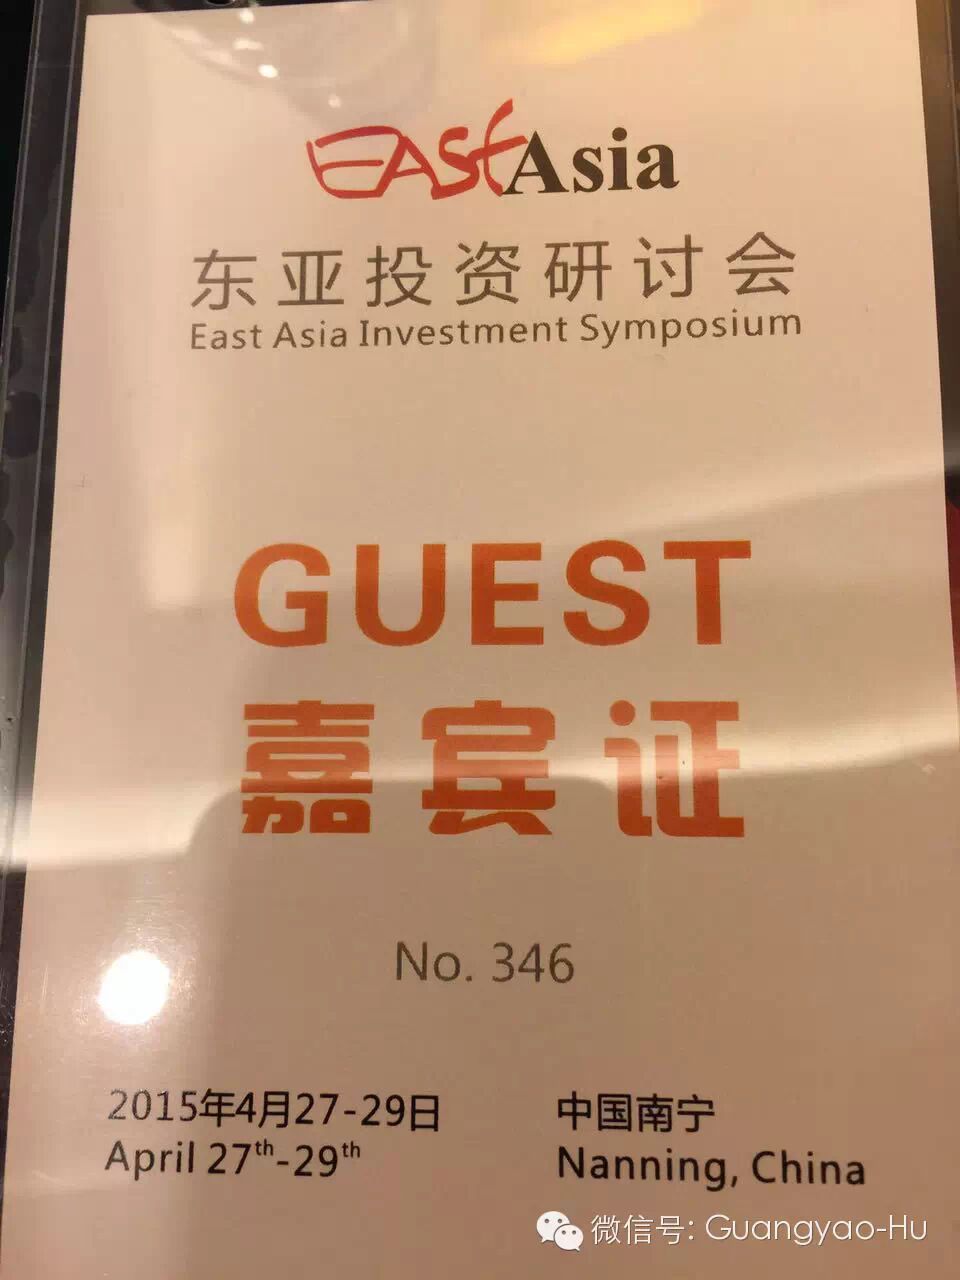 EAST Asia
东亚投资研讨会
East Asia Investment Symposium
GUEST
嘉宾证
No. 346
2015年4月27-29日
April 27th-29th
中国南宁
Nanning, China
微信号: Guangyao-Hu